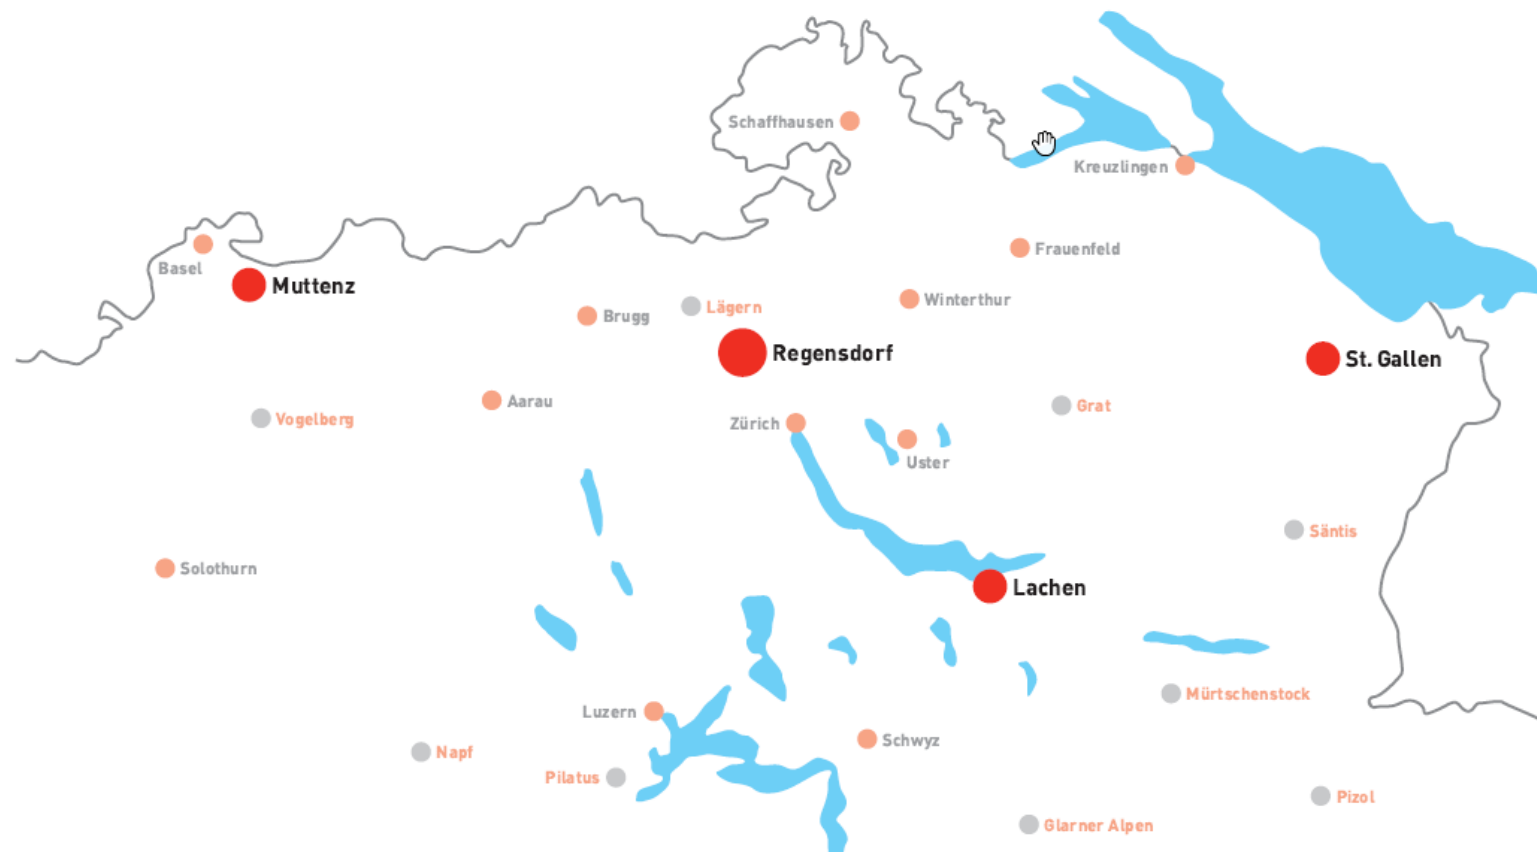 Schaffhausen
Kreuzlingen
Frauenfeld
Basel
Muttenz
Winterthur
Lägern
Brugg
Regensdorf
St. Gallen
Aarau
Grat
Vogelberg
Zürich
Uster
Säntis
Solothurn
Lachen
Mürtschenstock
Luzern
Schwyz
Napf
Pilatus
Pizol
Glarner Alpen